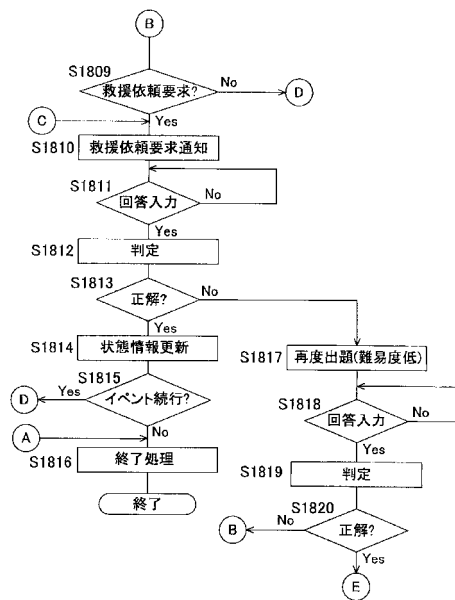 B
S1809
救援依頼要求?
No
D
C
Yes
S1810
救援依頼要求通知
S1811
回答入力
No
Yes
S1812
判定
S1813
正解?
No
Yes
S1814
状態情報更新
S1815
イベント続行?
Yes
D
No
A
S1816
終了処理
終了
S1817
再度出題(難易度低)
S1818
回答入力
No
Yes
S1819
判定
S1820
正解?
No
B
Yes
E